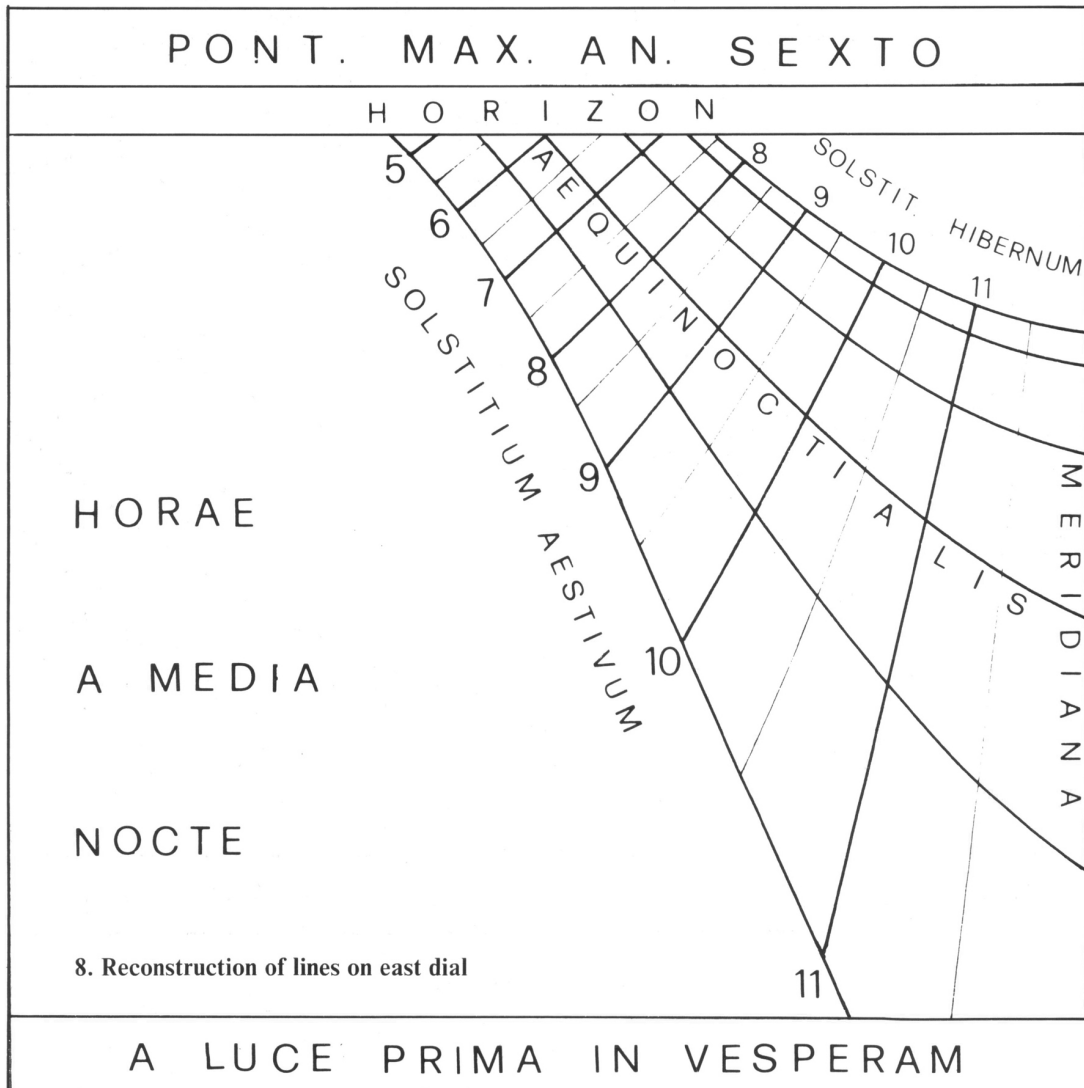 PONT. MAX. AN. SEXTO
HORIZON
5
6
7
8
9
10
11
8
9
10
11
SOLSTIT. HIBERNUM
AEQUINOCTIALIS
SOLSTITIUM AESTIVUM
MERIDIANA
HORAE
A MEDIA
NOCTE
8. Reconstruction of lines on east dial
A LUCE PRIMA IN VESPERAM